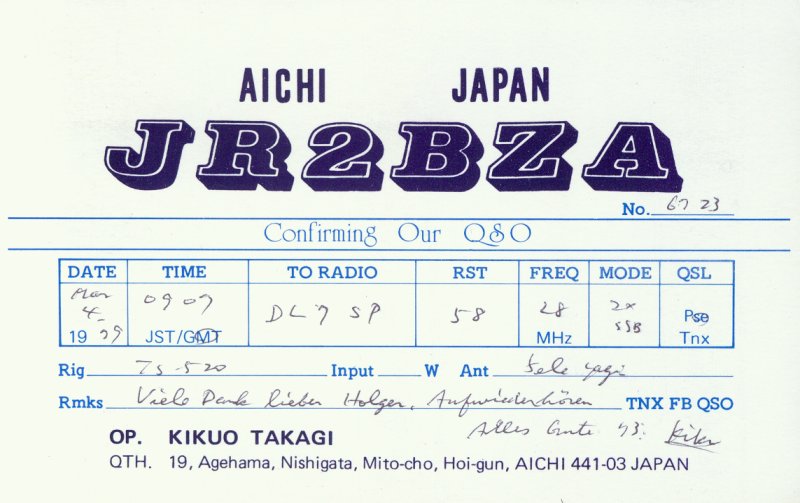 AICHI JAPAN
JR2BZA
No. 6723
Confirming Our QSO
DATE TIME TO RADIO RST FREQ MODE QSL
Mar 4. 0907 DL7SP 58 28 2x SSB Pse
1979 JST/GMT MHz Tnx
Rig TS-520 Input W Ant 5ele yagi
Rmks Viele Dank lieber Holger. Aufwiederhören TNX FB QSO
Alles Gute 73. Kiku
OP. KIKUO TAKAGI
QTH. 19, Agehama, Nishigata, Mito-cho, Hoi-gun, AICHI 441-03 JAPAN